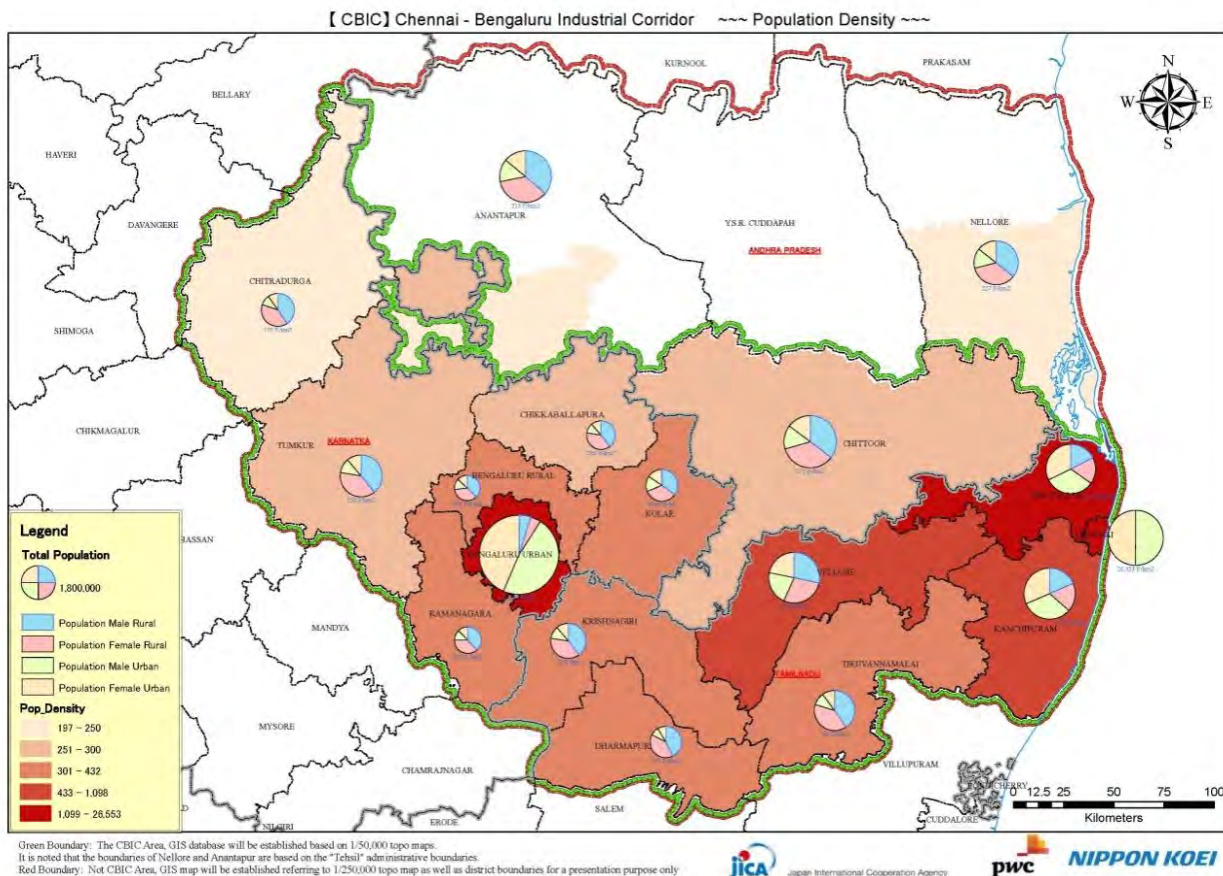 【 CBIC 】 Chennai - Bengaluru Industrial Corridor ~~~ Population Density ~~~
KURNOOL
PRAKASAM
N
W E
S
BELLARY
HAVERI
DAVANGERE
ANANTAPUR
Y.S.R. CUDDAPAH
NELLORE
ANDHRA PRADESH
CHITRADURGA
SHIMOGA
CHIKMAGALUR
CHIKKABALLAPURA
CHITTOOR
TUMKUR
KARNATKA
BENGALURU RURAL
KOLAR
HASSAN
BENGALURU URBAN
VELLORE
KANCHIPURAM
KAMANAGARA
KRISHNAGIRI
MANDYA
TIRUVANNAMALAI
TAMILNADU
MYSORE
DHARMAPURI
CHAMRAJNAGAR
VILLUPURAM
SALEM
CUDDALORE
NILGIRI
ERODE
Legend
Total Population
1,800,000
Population Male Rural
Population Female Rural
Population Male Urban
Population Female Urban
Pop_Density
197 - 250
251 - 300
301 - 432
433 - 1,098
1,099 - 26,553
0 12.5 25 50 75 100
Kilometers
Green Boundary: The CBIC Area, GIS database will be established based on 1/50,000 topo maps.
It is noted that the boundaries of Nellore and Anantapur are based on the "Tehsil" administrative boundaries.
Red Boundary: Not CBIC Area, GIS map will be established referring to 1/250,000 topo map as well as district boundaries for a presentation purpose only
jICA Japan International Cooperation Agency
pwc
NIPPON KOEI